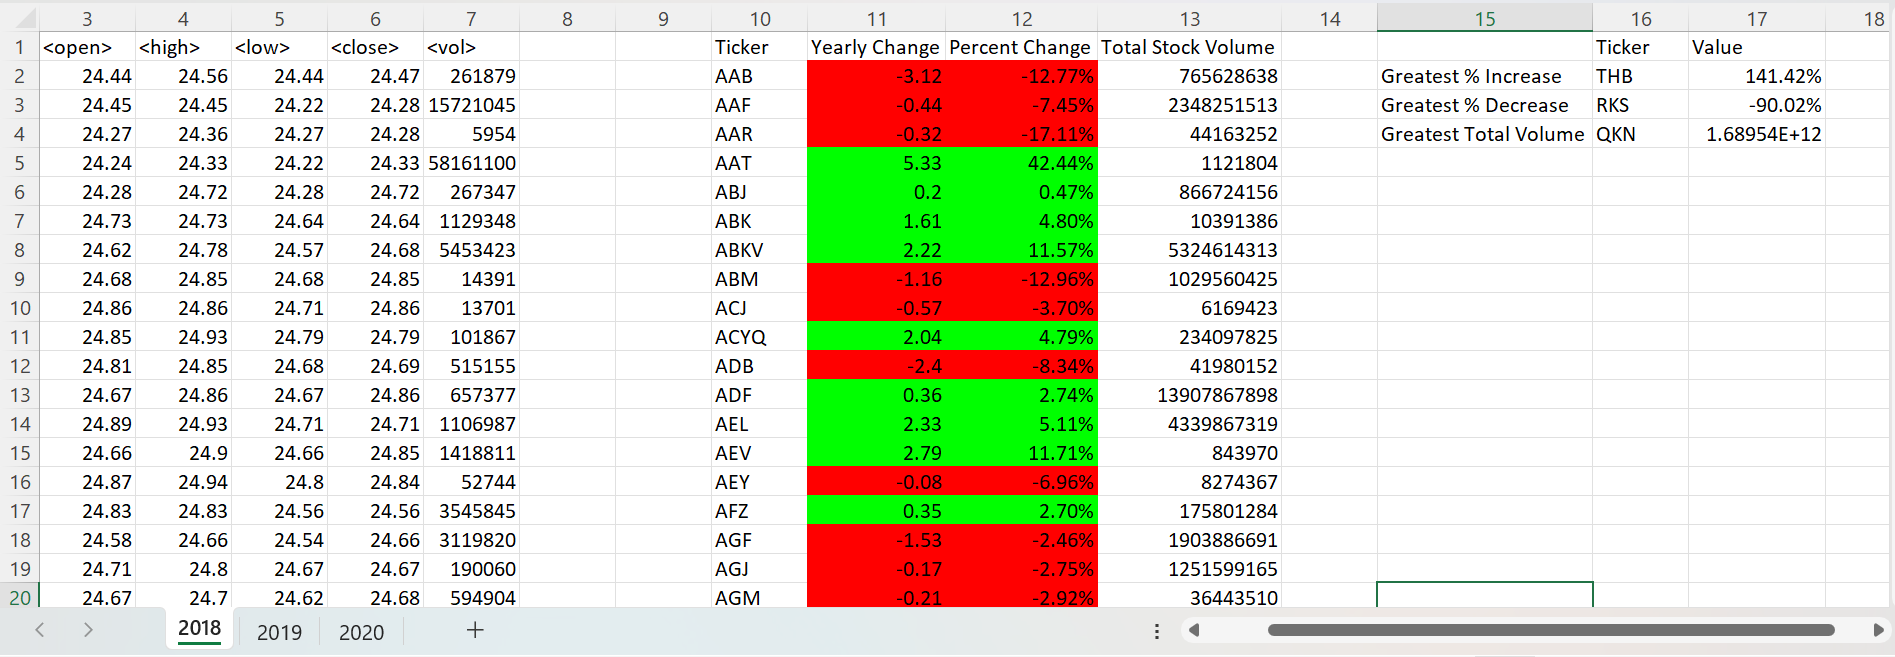 3 4 5 6 7 8 9 10 11 12 13 14 15 16 17 18
1 <open> <high> <low> <close> <vol> Ticker Yearly Change Percent Change Total Stock Volume Ticker Value
2 24.44 24.56 24.44 24.47 261879 AAB -3.12 -12.77% 765628638 Greatest % Increase THB 141.42%
3 24.45 24.45 24.22 24.28 15721045 AAF -0.44 -7.45% 2348251513 Greatest % Decrease RKS -90.02%
4 24.27 24.36 24.27 24.28 5954 AAR -0.32 -17.11% 44163252 Greatest Total Volume QKN 1.68954E+12
5 24.24 24.33 24.22 24.33 58161100 AAT 5.33 42.44% 1121804
6 24.28 24.72 24.28 24.72 267347 ABJ 0.2 0.47% 866724156
7 24.73 24.73 24.64 24.64 1129348 ABK 1.61 4.80% 10391386
8 24.62 24.78 24.57 24.68 5453423 ABKV 2.22 11.57% 5324614313
9 24.68 24.85 24.68 24.85 14391 ABM -1.16 -12.96% 1029560425
10 24.86 24.86 24.71 24.86 13701 ACJ -0.57 -3.70% 6169423
11 24.85 24.93 24.79 24.79 101867 ACYQ 2.04 4.79% 234097825
12 24.81 24.85 24.68 24.69 515155 ADB -2.4 -8.34% 41980152
13 24.67 24.86 24.67 24.86 657377 ADF 0.36 2.74% 13907867898
14 24.89 24.93 24.71 24.71 1106987 AEL 2.33 5.11% 4339867319
15 24.66 24.9 24.66 24.85 1418811 AEV 2.79 11.71% 843970
16 24.87 24.94 24.8 24.84 52744 AEY -0.08 -6.96% 8274367
17 24.83 24.83 24.56 24.56 3545845 AFZ 0.35 2.70% 175801284
18 24.58 24.66 24.54 24.66 3119820 AGF -1.53 -2.46% 1903886691
19 24.71 24.8 24.67 24.67 190060 AGJ -0.17 -2.75% 1251599165
20 24.67 24.7 24.62 24.68 594904 AGM -0.21 -2.92% 36443510
2018 2019 2020 +